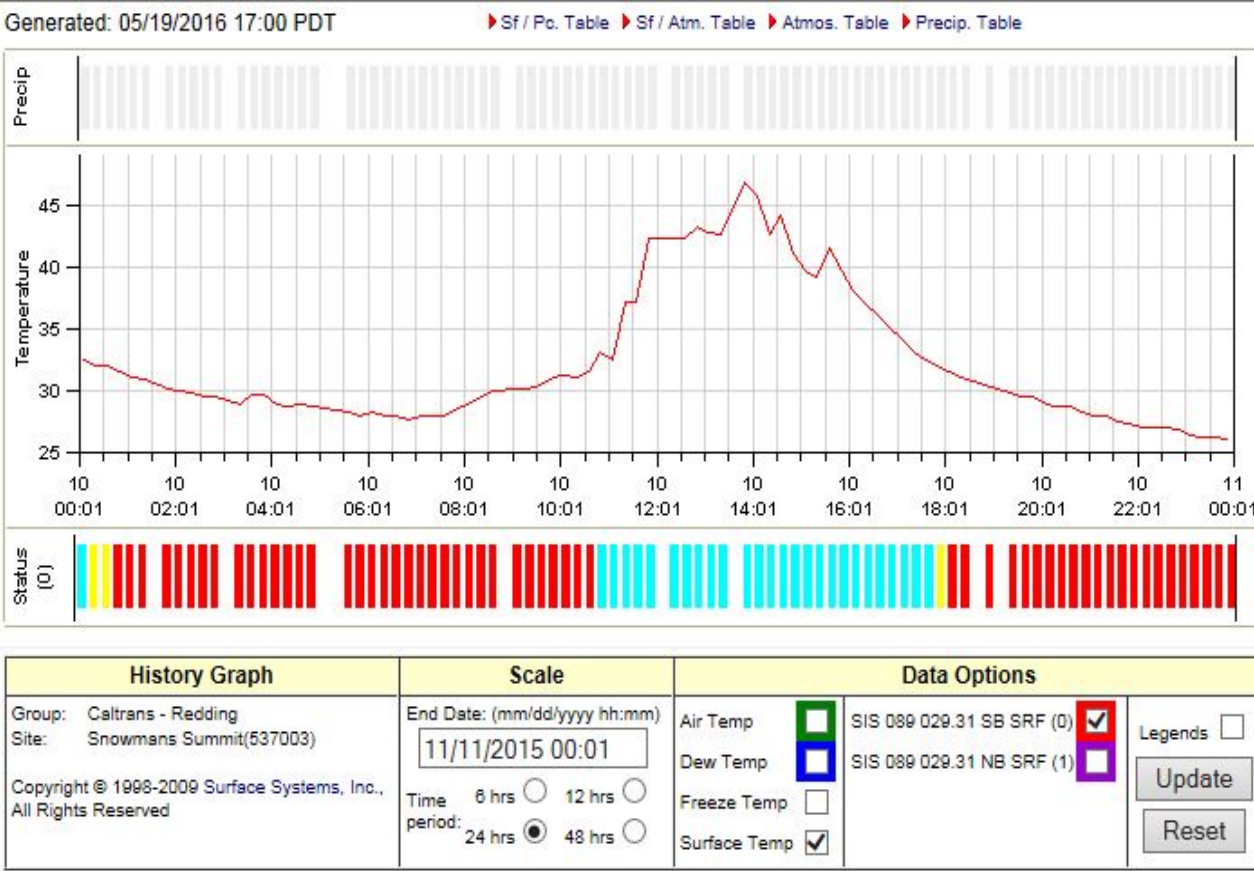 Generated: 05/19/2016 17:00 PDT
Sf / Pc. Table Sf / Atm. Table Atmos. Table Precip. Table
Precip
Temperature
45
40
35
30
25
10 10 10 10 10 10 10 10 10 10 10 10 11
00:01 02:01 04:01 06:01 08:01 10:01 12:01 14:01 16:01 18:01 20:01 22:01 00:01
Status
(0)
History Graph
Group: Caltrans - Redding
Site: Snowmans Summit(537003)
Copyright © 1998-2009 Surface Systems, Inc.,
All Rights Reserved
Scale
End Date: (mm/dd/yyyy hh:mm)
11/11/2015 00:01
Time
period:
6 hrs 12 hrs
24 hrs 48 hrs
Data Options
Air Temp
Dew Temp
Freeze Temp
Surface Temp
SIS 089 029.31 SB SRF (0)
SIS 089 029.31 NB SRF (1)
Legends
Update
Reset